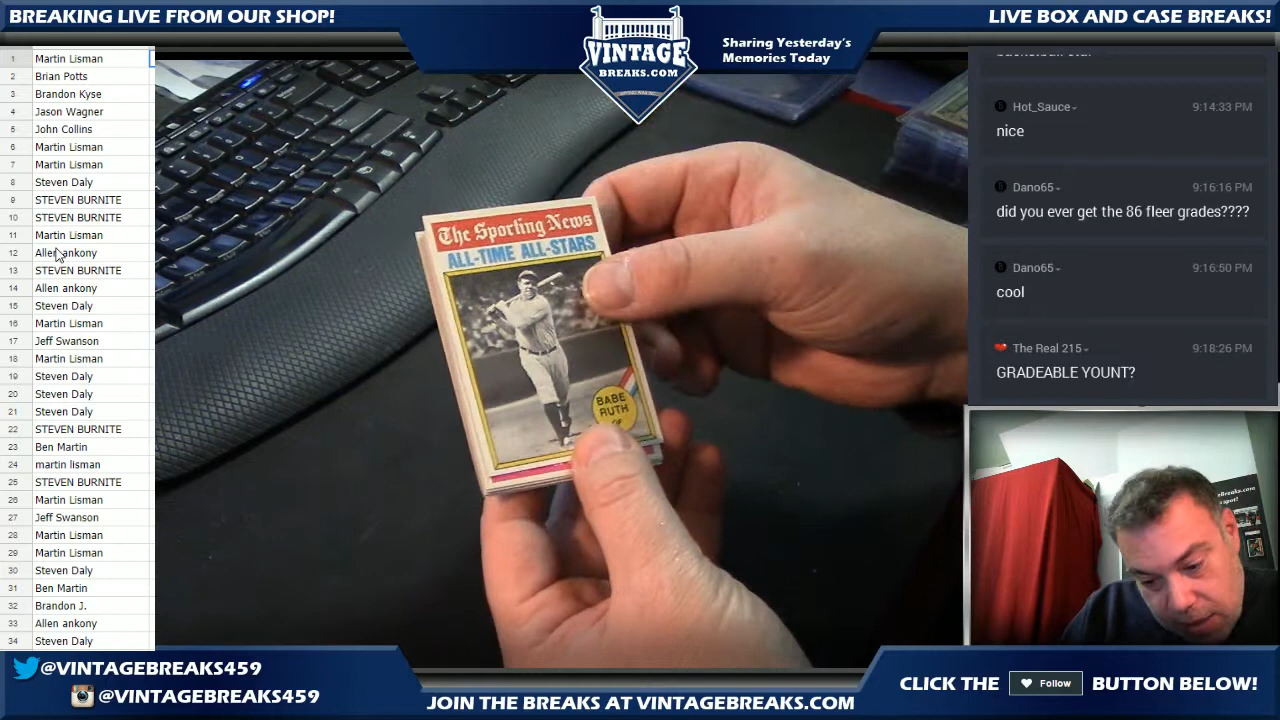 BREAKING LIVE FROM OUR SHOP!
VINTAGE
BREAKS.COM
Sharing Yesterday's
Memories Today
LIVE BOX AND CASE BREAKS!
1 Martin Lisman
2 Brian Potts
3 Brandon Kyse
4 Jason Wagner
5 John Collins
6 Martin Lisman
7 Martin Lisman
8 Steven Daly
9 STEVEN BURNITE
10 STEVEN BURNITE
11 Martin Lisman
12 Allen ankony
13 STEVEN BURNITE
14 Allen ankony
15 Steven Daly
16 Martin Lisman
17 Jeff Swanson
18 Martin Lisman
19 Steven Daly
20 Steven Daly
21 Steven Daly
22 STEVEN BURNITE
23 Ben Martin
24 martin lisman
25 STEVEN BURNITE
26 Martin Lisman
27 Jeff Swanson
28 Martin Lisman
29 Martin Lisman
30 Steven Daly
31 Ben Martin
32 Brandon J.
33 Allen ankony
34 Steven Daly
The Sporting News
ALL-TIME ALL-STARS
BABE
RUTH
OF
Hot_Sauce 9:14:33 PM
nice
Dano65 9:16:16 PM
did you ever get the 86 fleer grades????
Dano65 9:16:50 PM
cool
The Real 215 9:18:26 PM
GRADEABLE YOUNT?
@VINTAGEBREAKS459
@VINTAGEBREAKS459
JOIN THE BREAKS AT VINTAGEBREAKS.COM
CLICK THE Follow BUTTON BELOW!